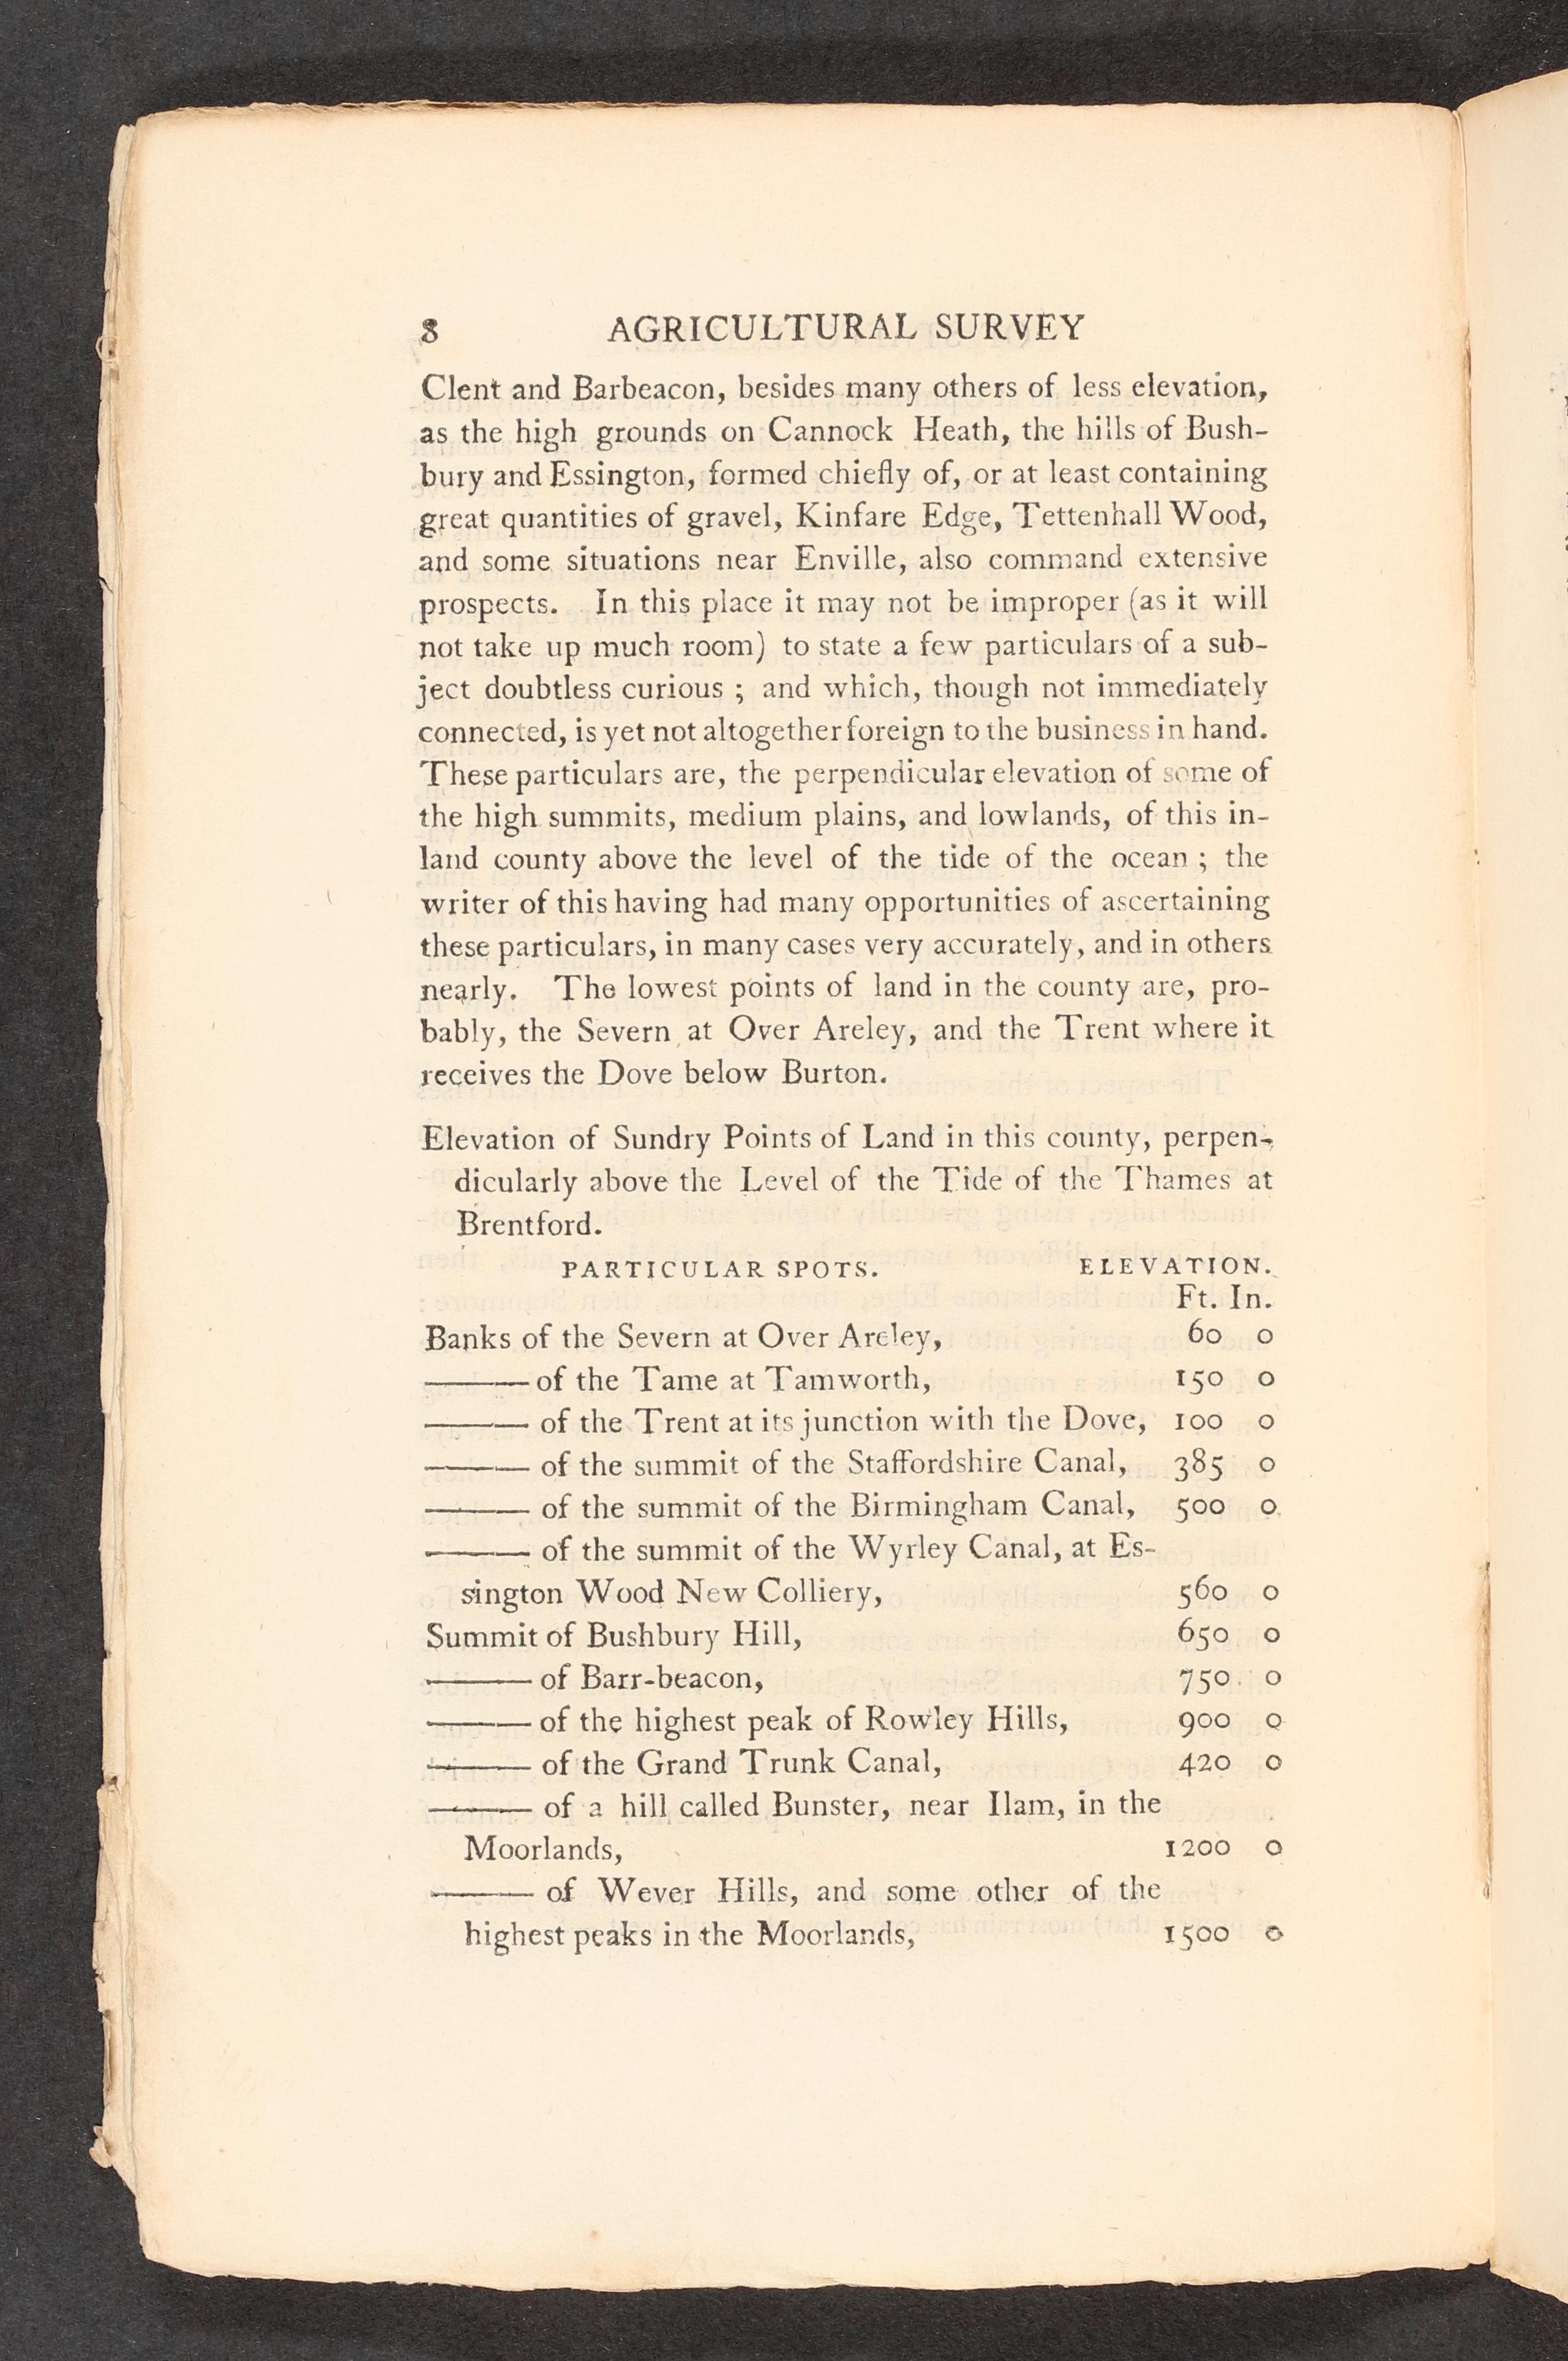 8 AGRICULTURAL SURVEY
Clent and Barbeacon, besides many others of less elevation,
as the high grounds on Cannock Heath, the hills of Bush-
bury and Essington, formed chiefly of, or at least containing
great quantities of gravel, Kinfare Edge, Tettenhall Wood,
and some situations near Enville, also command extensive
prospects. In this place it may not be improper (as it will
not take up much room) to state a few particulars of a sub-
ject doubtless curious ; and which, though not immediately
connected, is yet not altogether foreign to the business in hand.
These particulars are, the perpendicular elevation of some of
the high summits, medium plains, and lowlands, of this in-
land county above the level of the tide of the ocean ; the
writer of this having had many opportunities of ascertaining
these particulars, in many cases very accurately, and in others
nearly. The lowest points of land in the county are, pro-
bably, the Severn at Over Areley, and the Trent where it
receives the Dove below Burton.
Elevation of Sundry Points of Land in this county, perpen-
dicularly above the Level of the Tide of the Thames at
Brentford.
PARTICULAR SPOTS. ELEVATION.
Ft. In.
Banks of the Severn at Over Areley, 60 0
——— of the Tame at Tamworth, 150 0
——— of the Trent at its junction with the Dove, 100 0
——— of the summit of the Staffordshire Canal, 385 0
——— of the summit of the Birmingham Canal, 500 0
——— of the summit of the Wyrley Canal, at Es-
sington Wood New Colliery, 560 0
Summit of Bushbury Hill, 650 0
——— of Barr-beacon, 750 0
——— of the highest peak of Rowley Hills, 900 0
——— of the Grand Trunk Canal, 420 0
——— of a hill called Bunster, near Ilam, in the
Moorlands, 1200 0
——— of Wever Hills, and some other of the
highest peaks in the Moorlands, 1500 0